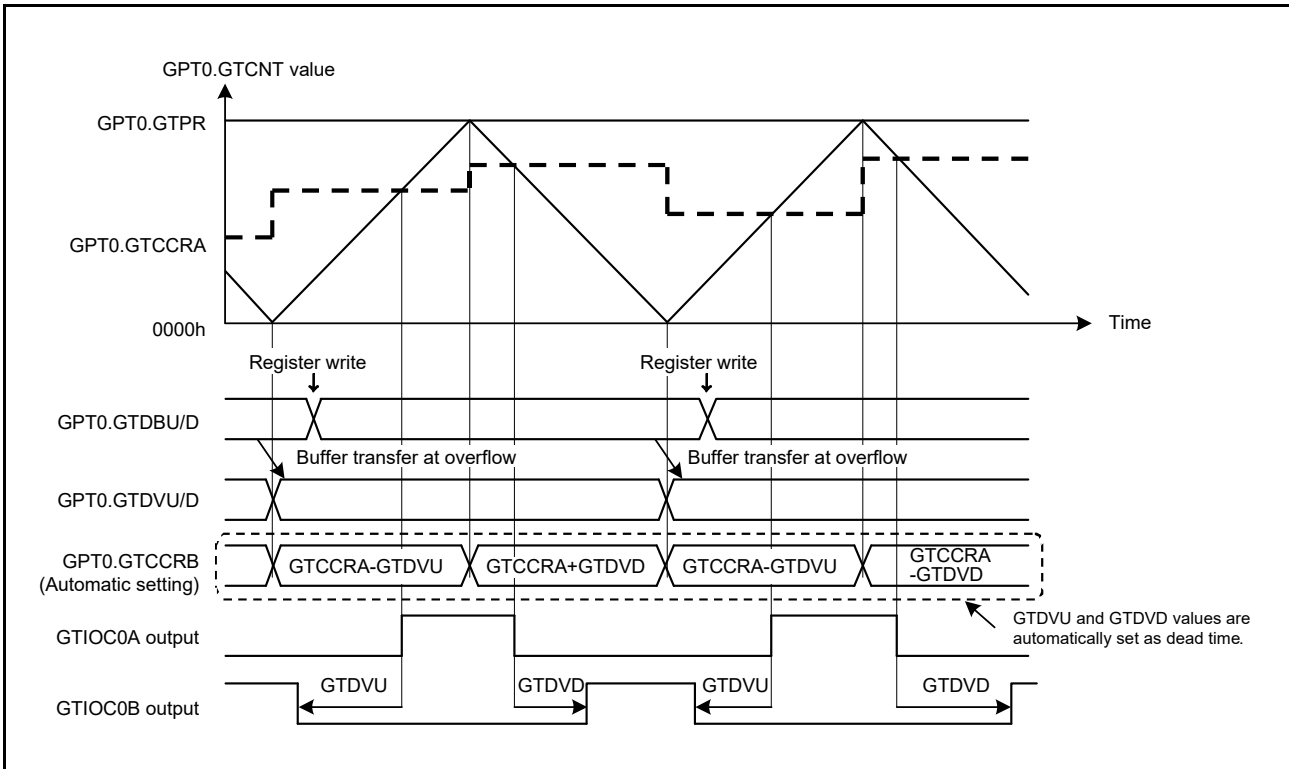 GPT0.GTCNT value
GPT0.GTPR
GPT0.GTCCRA
0000h
Time
Register write
Register write
GPT0.GTDBU/D
Buffer transfer at overflow
Buffer transfer at overflow
GPT0.GTDVU/D
GPT0.GTCCRB
(Automatic setting)
GTCCRA-GTDVU
GTCCRA+GTDVD
GTCCRA-GTDVU
GTCCRA
-GTDVD
GTDVU and GTDVD values are
automatically set as dead time.
GTIOC0A output
GTDVU
GTDVD
GTDVU
GTDVD
GTIOC0B output